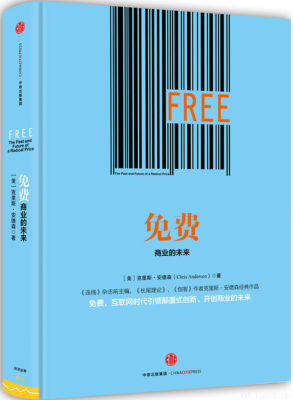 中信出版集团
FREE
The Past and
Future of
a Radical Price
免费
商业的未来
[美]克里斯·安德森 著
FREE
The Past and Future of a Radical Price
免费
商业的未来
[美]克里斯·安德森(Chris Anderson)著
《连线》杂志前主编,《长尾理论》、《创客》作者克里斯·安德森经典作品
免费,互联网时代引领颠覆式创新、开创商业的未来
中信出版集团·CHINACITICPRESS